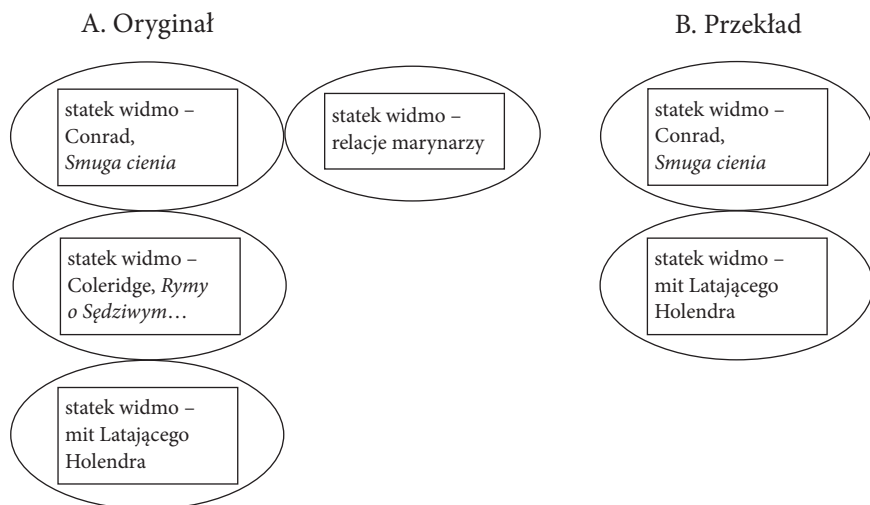 A. Oryginał
statek widmo –
Conrad,
Smuga cienia
statek widmo –
relacje marynarzy
statek widmo –
Coleridge, Rymy
o Sędziwym…
statek widmo –
mit Latającego
Holendra
B. Przekład
statek widmo –
Conrad,
Smuga cienia
statek widmo –
mit Latającego
Holendra